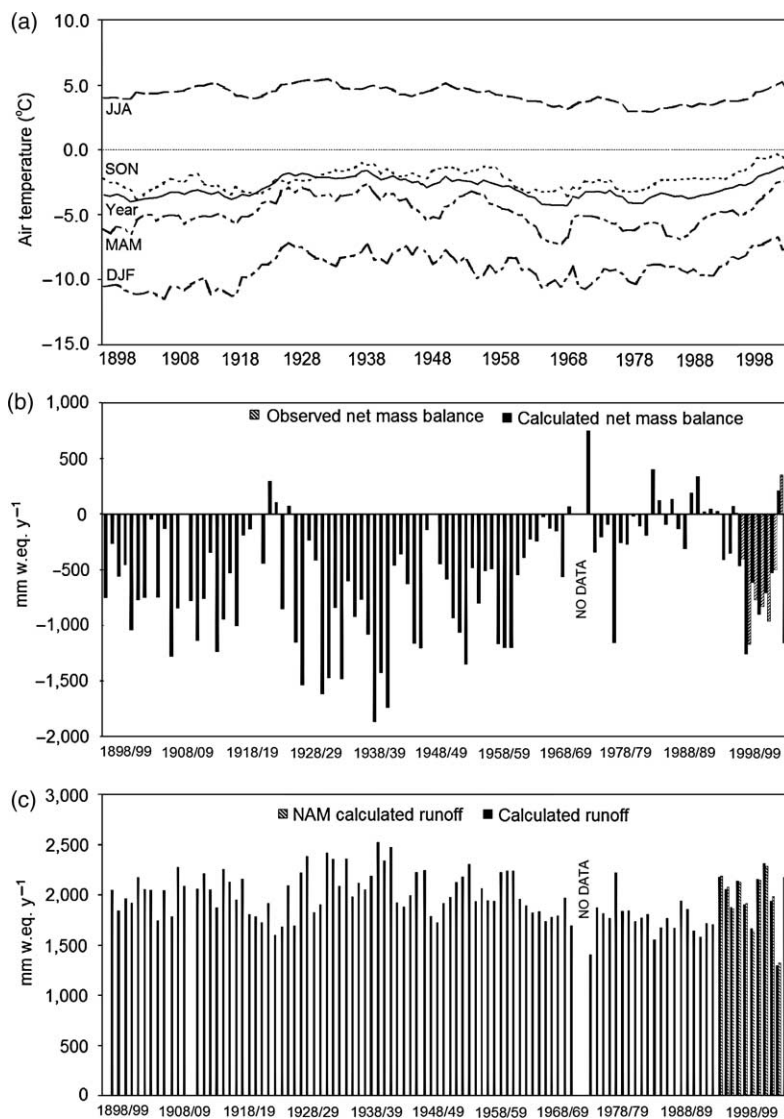 (a)
10.0
5.0
0.0
−5.0
−10.0
−15.0
Air temperature (°C)
JJA
SON
Year
MAM
DJF
1898 1908 1918 1928 1938 1948 1958 1968 1978 1988 1998
(b)
1,000
500
0
−500
−1,000
−1,500
−2,000
mm w.eq. y⁻¹
Observed net mass balance Calculated net mass balance
NO DATA
1898/99 1908/09 1918/19 1928/29 1938/39 1948/49 1958/59 1968/69 1978/79 1988/89 1998/99
(c)
3,000
2,500
2,000
1,500
1,000
500
0
mm w.eq. y⁻¹
NAM calculated runoff Calculated runoff
NO DATA
1898/99 1908/09 1918/19 1928/29 1938/39 1948/49 1958/59 1968/69 1978/79 1988/89 1998/99